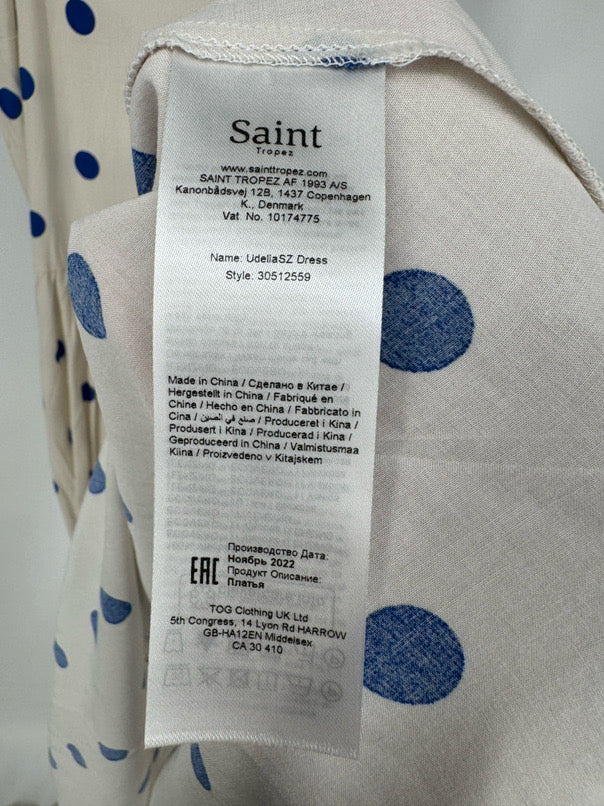 Saint
Tropez
www.sainttropez.com
SAINT TROPEZ AF 1993 A/S
Kanonbådsvej 12B, 1437 Copenhagen
K., Denmark
Vat. No. 10174775
Name: UdeliaSZ Dress
Style: 30512559
Made in China / Сделано в Китае /
Hergestellt in China / Fabriqué en
Chine / Hecho en China / Fabbricato in
Cina / صنع في الصين / Produceret i Kina /
Produsert i Kina / Producerad i Kina /
Geproduceerd in China / Valmistusmaa
Kiina / Proizvedeno v Kitajskem
Производство Дата:
Ноябрь 2022
EAC
Продукт Описание:
Платья
TOG Clothing UK Ltd
5th Congress, 14 Lyon Rd HARROW
GB-HA12EN Middelsex
CA 30 410